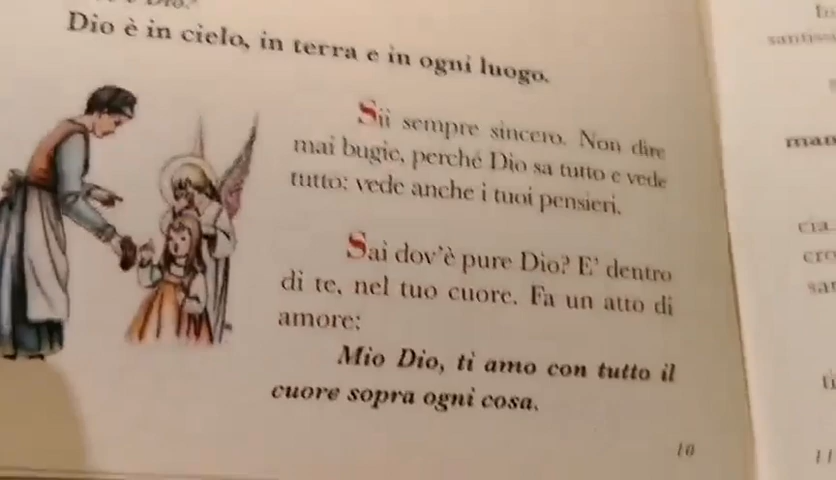 Dio?
Dio è in cielo, in terra e in ogni luogo.
Sii sempre sincero. Non dire
mai bugie, perché Dio sa tutto e vede
tutto: vede anche i tuoi pensieri.
Sai dov'è pure Dio? E' dentro
di te, nel tuo cuore. Fa un atto di
amore:
Mio Dio, ti amo con tutto il
cuore sopra ogni cosa.
10
11